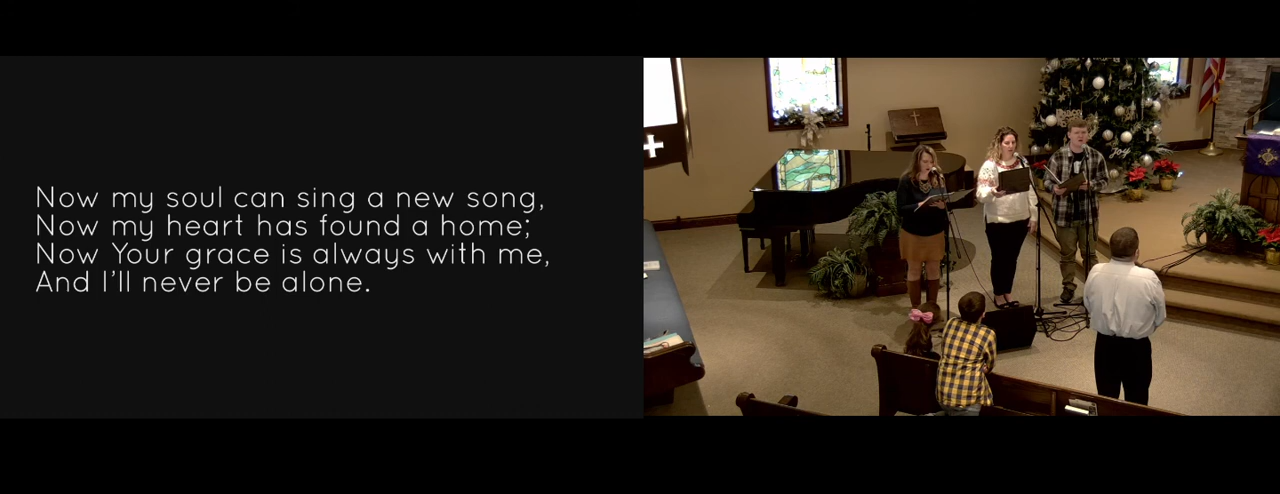 Now my soul can sing a new song,
Now my heart has found a home;
Now Your grace is always with me,
And I'll never be alone.
Joy